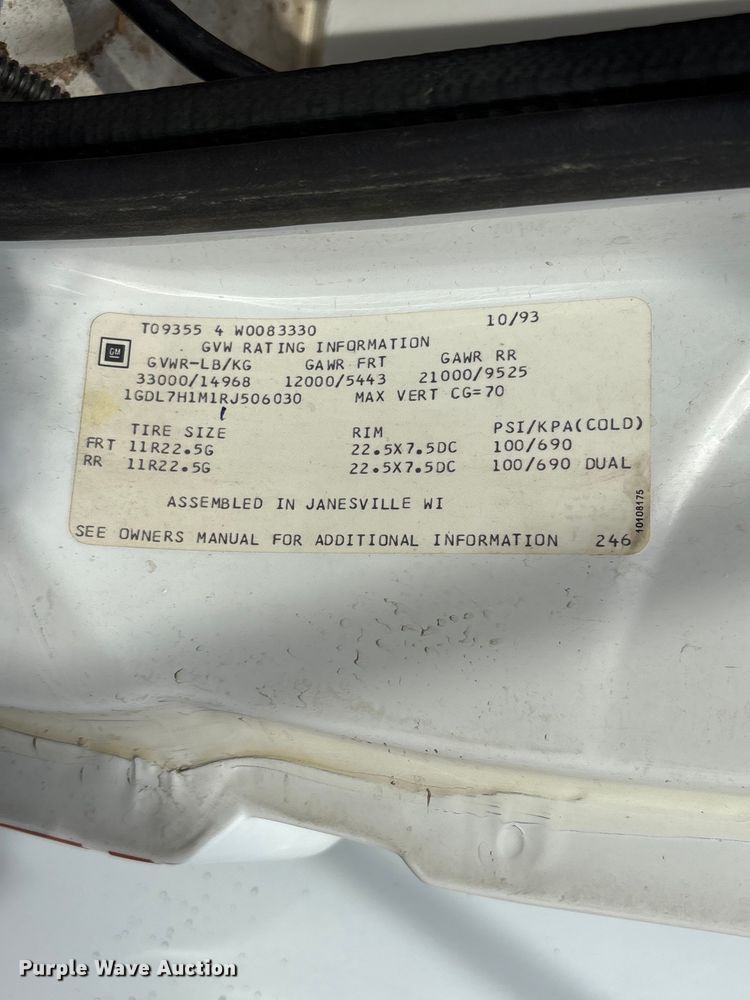 T09355 4 W0083330 10/93
GM
GVW RATING INFORMATION
GVWR-LB/KG GAWR FRT GAWR RR
33000/14968 12000/5443 21000/9525
1GDL7H1M1RJ506030 MAX VERT CG=70
TIRE SIZE RIM PSI/KPA(COLD)
FRT 11R22.5G 22.5X7.5DC 100/690
RR 11R22.5G 22.5X7.5DC 100/690 DUAL
ASSEMBLED IN JANESVILLE WI
10108175
SEE OWNERS MANUAL FOR ADDITIONAL INFORMATION 246
Purple Wave Auction